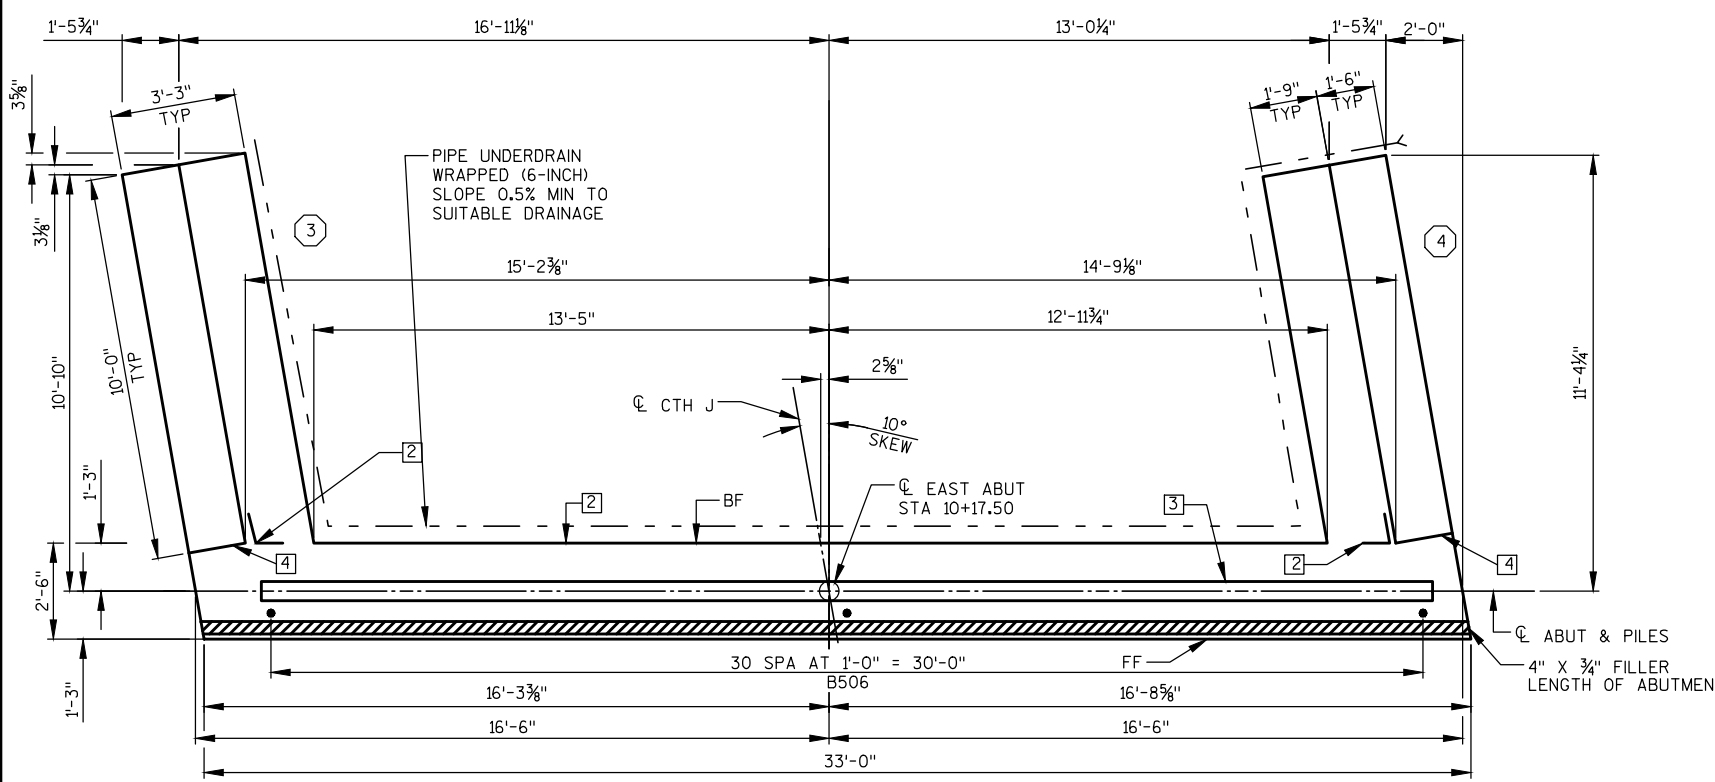 1'-5¾"
16'-11⅛"
13'-0¼"
1'-5¾"
2'-0"
3⅝"
3'-3"
TYP
1'-9"
TYP
1'-6"
TYP
PIPE UNDERDRAIN
WRAPPED (6-INCH)
SLOPE 0.5% MIN TO
SUITABLE DRAINAGE
3⅛"
3
4
15'-2⅜"
14'-9⅛"
13'-5"
12'-11¾"
10'-10"
10'-0"
TYP
11'-4¼"
2⅝"
℄ CTH J
10°
SKEW
2
1'-3"
2
BF
℄ EAST ABUT
STA 10+17.50
3
4
2
4
2'-6"
1'-3"
℄ ABUT & PILES
30 SPA AT 1'-0" = 30'-0"
B506
FF
4" X ¾" FILLER
LENGTH OF ABUTMEN
16'-3⅜"
16'-8⅝"
16'-6"
16'-6"
33'-0"